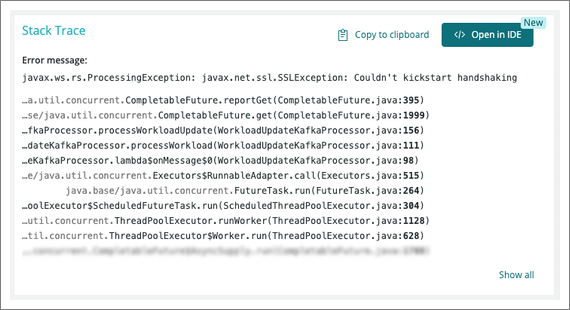 New
Stack Trace
Copy to clipboard
</> Open in IDE
Error message:
javax.ws.rs.ProcessingException: javax.net.ssl.SSLException: Couldn't kickstart handshaking
…a.util.concurrent.CompletableFuture.reportGet(CompletableFuture.java:395)
…se/java.util.concurrent.CompletableFuture.get(CompletableFuture.java:1999)
…fkaProcessor.processWorkloadUpdate(WorkloadUpdateKafkaProcessor.java:156)
…dateKafkaProcessor.processWorkload(WorkloadUpdateKafkaProcessor.java:111)
…eKafkaProcessor.lambda$onMessage$0(WorkloadUpdateKafkaProcessor.java:98)
…e/java.util.concurrent.Executors$RunnableAdapter.call(Executors.java:515)
java.base/java.util.concurrent.FutureTask.run(FutureTask.java:264)
…oolExecutor$ScheduledFutureTask.run(ScheduledThreadPoolExecutor.java:304)
…util.concurrent.ThreadPoolExecutor.runWorker(ThreadPoolExecutor.java:1128)
…til.concurrent.ThreadPoolExecutor$Worker.run(ThreadPoolExecutor.java:628)
Show all